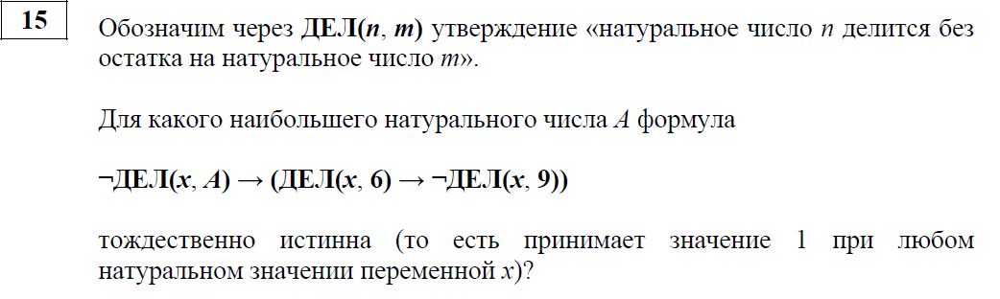 15
Обозначим через ДЕЛ(n, m) утверждение «натуральное число n делится без
остатка на натуральное число m».
Для какого наибольшего натурального числа A формула
¬ДЕЛ(x, A) → (ДЕЛ(x, 6) → ¬ДЕЛ(x, 9))
тождественно истинна (то есть принимает значение 1 при любом
натуральном значении переменной x)?